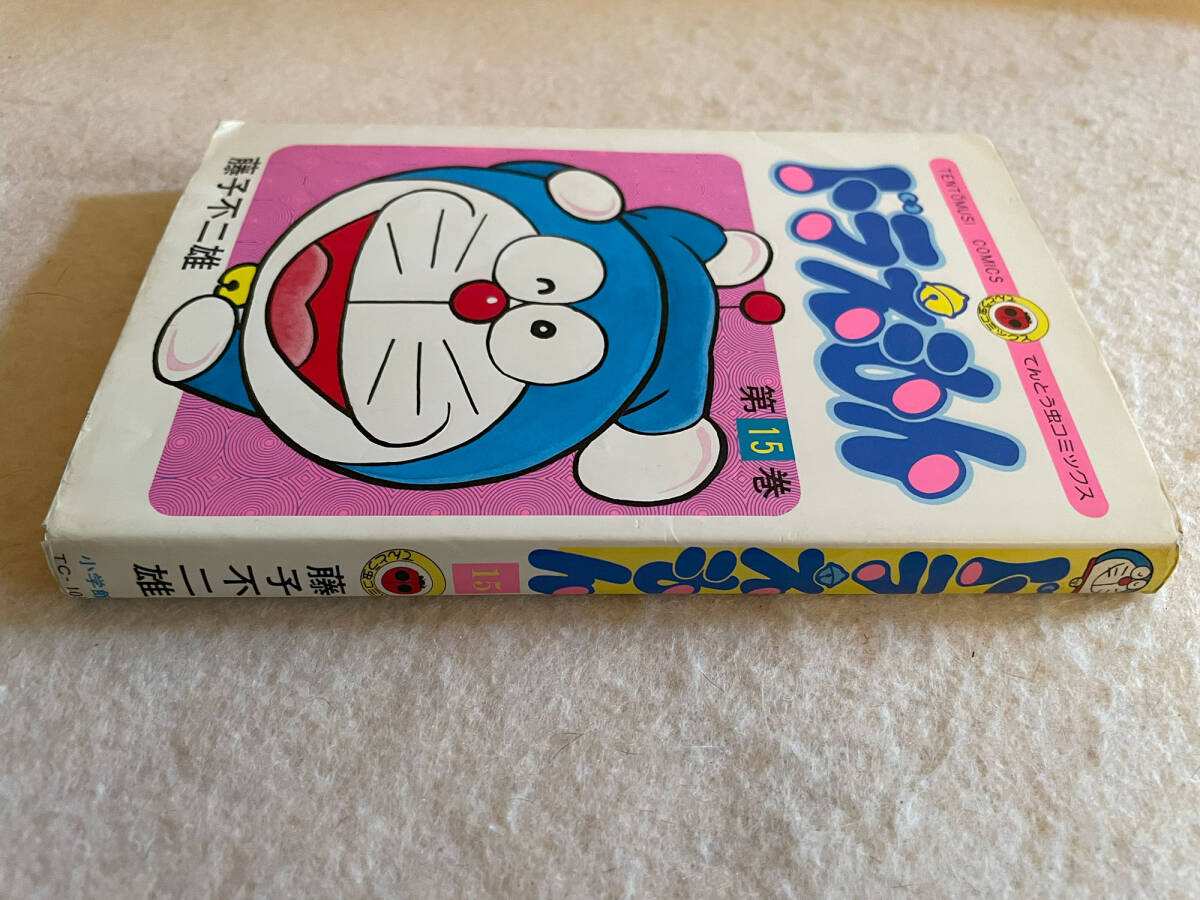 TENTOMUSI COMICS
てんとう虫コミックス
ドラえもん
第15巻
藤子不二雄
ドラえもん
15
藤子不二雄
小学館